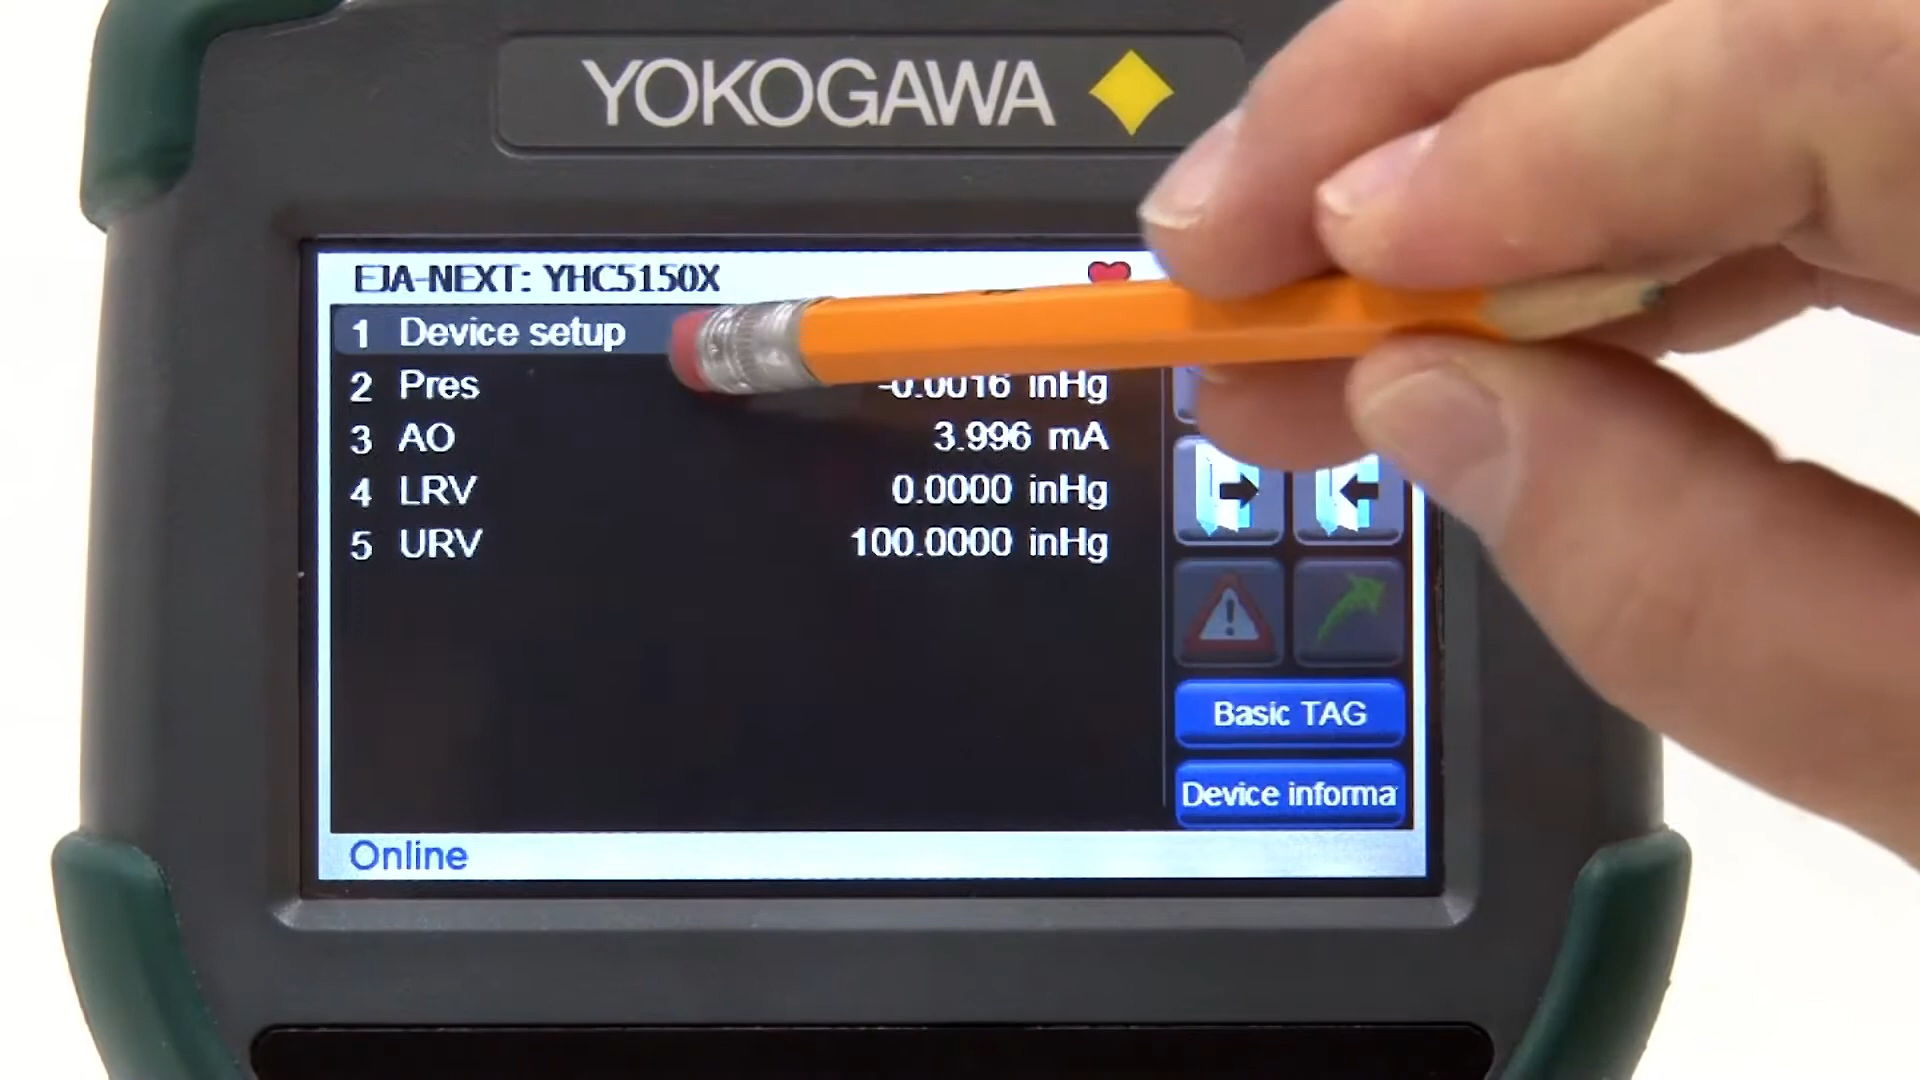 YOKOGAWA
EJA-NEXT: YHC5150X
1 Device setup
2 Pres -0.0016 inHg
3 AO 3.996 mA
4 LRV 0.0000 inHg
5 URV 100.0000 inHg
Basic TAG
Device informa
Online